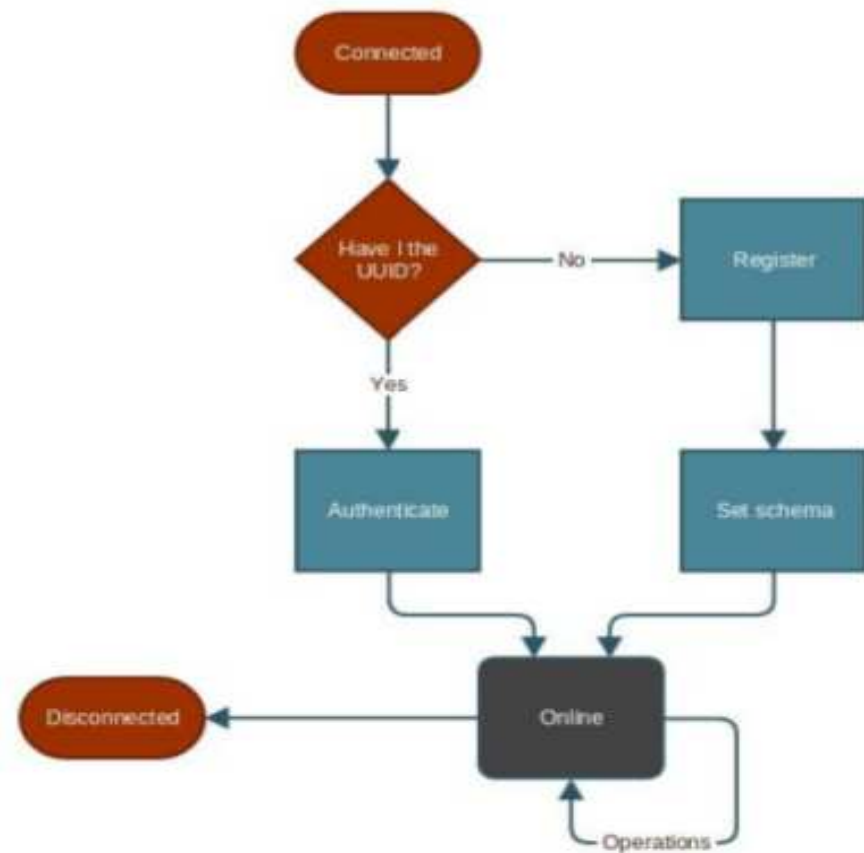 Connected
Have I the
UUID?
No
Register
Yes
Authenticate
Set schema
Disconnected
Online
Operations